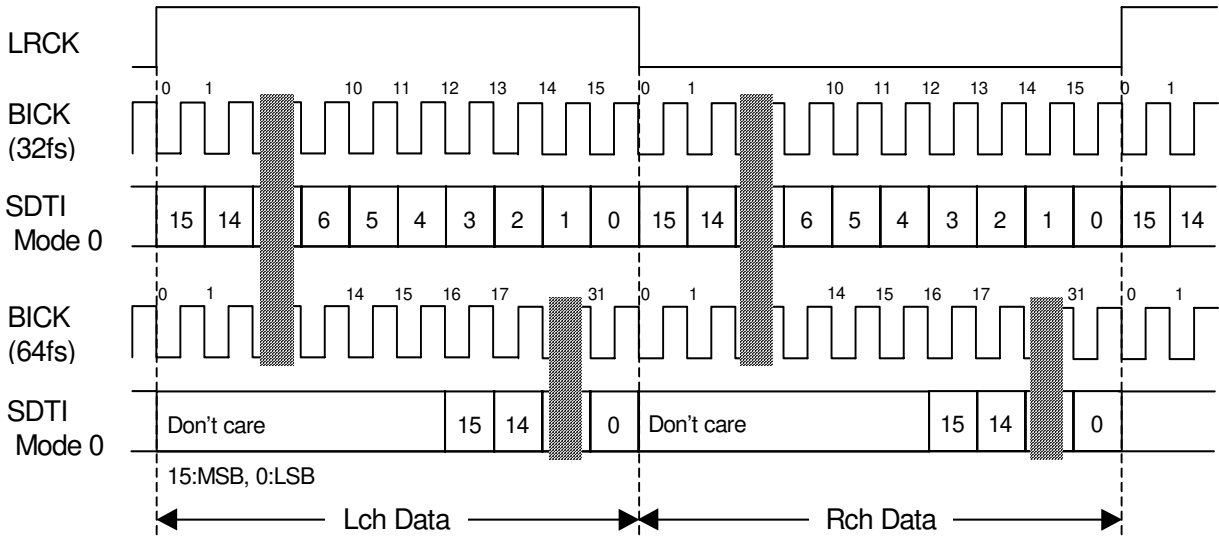 LRCK
0 1 10 11 12 13 14 15 0 1 10 11 12 13 14 15 0 1
BICK
(32fs)
SDTI
Mode 0
15 14 6 5 4 3 2 1 0 15 14 6 5 4 3 2 1 0 15 14
0 1 14 15 16 17 31 0 1 14 15 16 17 31 0 1
BICK
(64fs)
SDTI
Mode 0
Don't care 15 14 0 Don't care 15 14 0
15:MSB, 0:LSB
Lch Data Rch Data